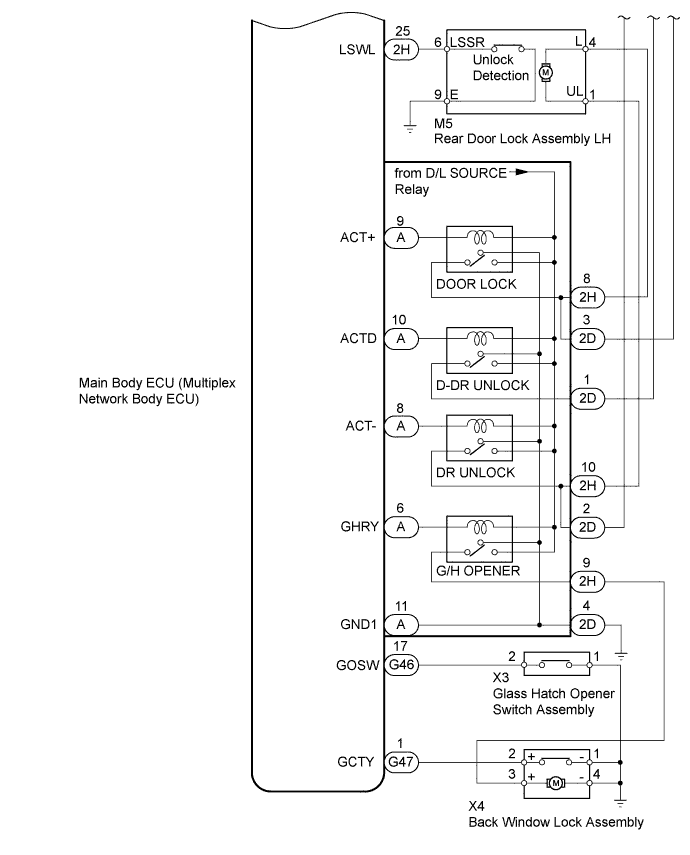 25
LSWL 2H 6 LSSR L 4
Unlock
Detection
M
9 E UL 1
M5
Rear Door Lock Assembly LH
from D/L SOURCE
Relay
9
ACT+ A
DOOR LOCK
8
2H
10 3
ACTD A 2D
D-DR UNLOCK
1
2D
8
ACT- A
DR UNLOCK
10
2H
Main Body ECU (Multiplex
Network Body ECU)
6 2
GHRY A 2D
G/H OPENER
9
2H
11 4
GND1 A 2D
17
GOSW G46 2 1
X3
Glass Hatch Opener
Switch Assembly
1
GCTY G47 2 + - 1
3 + M - 4
X4
Back Window Lock Assembly